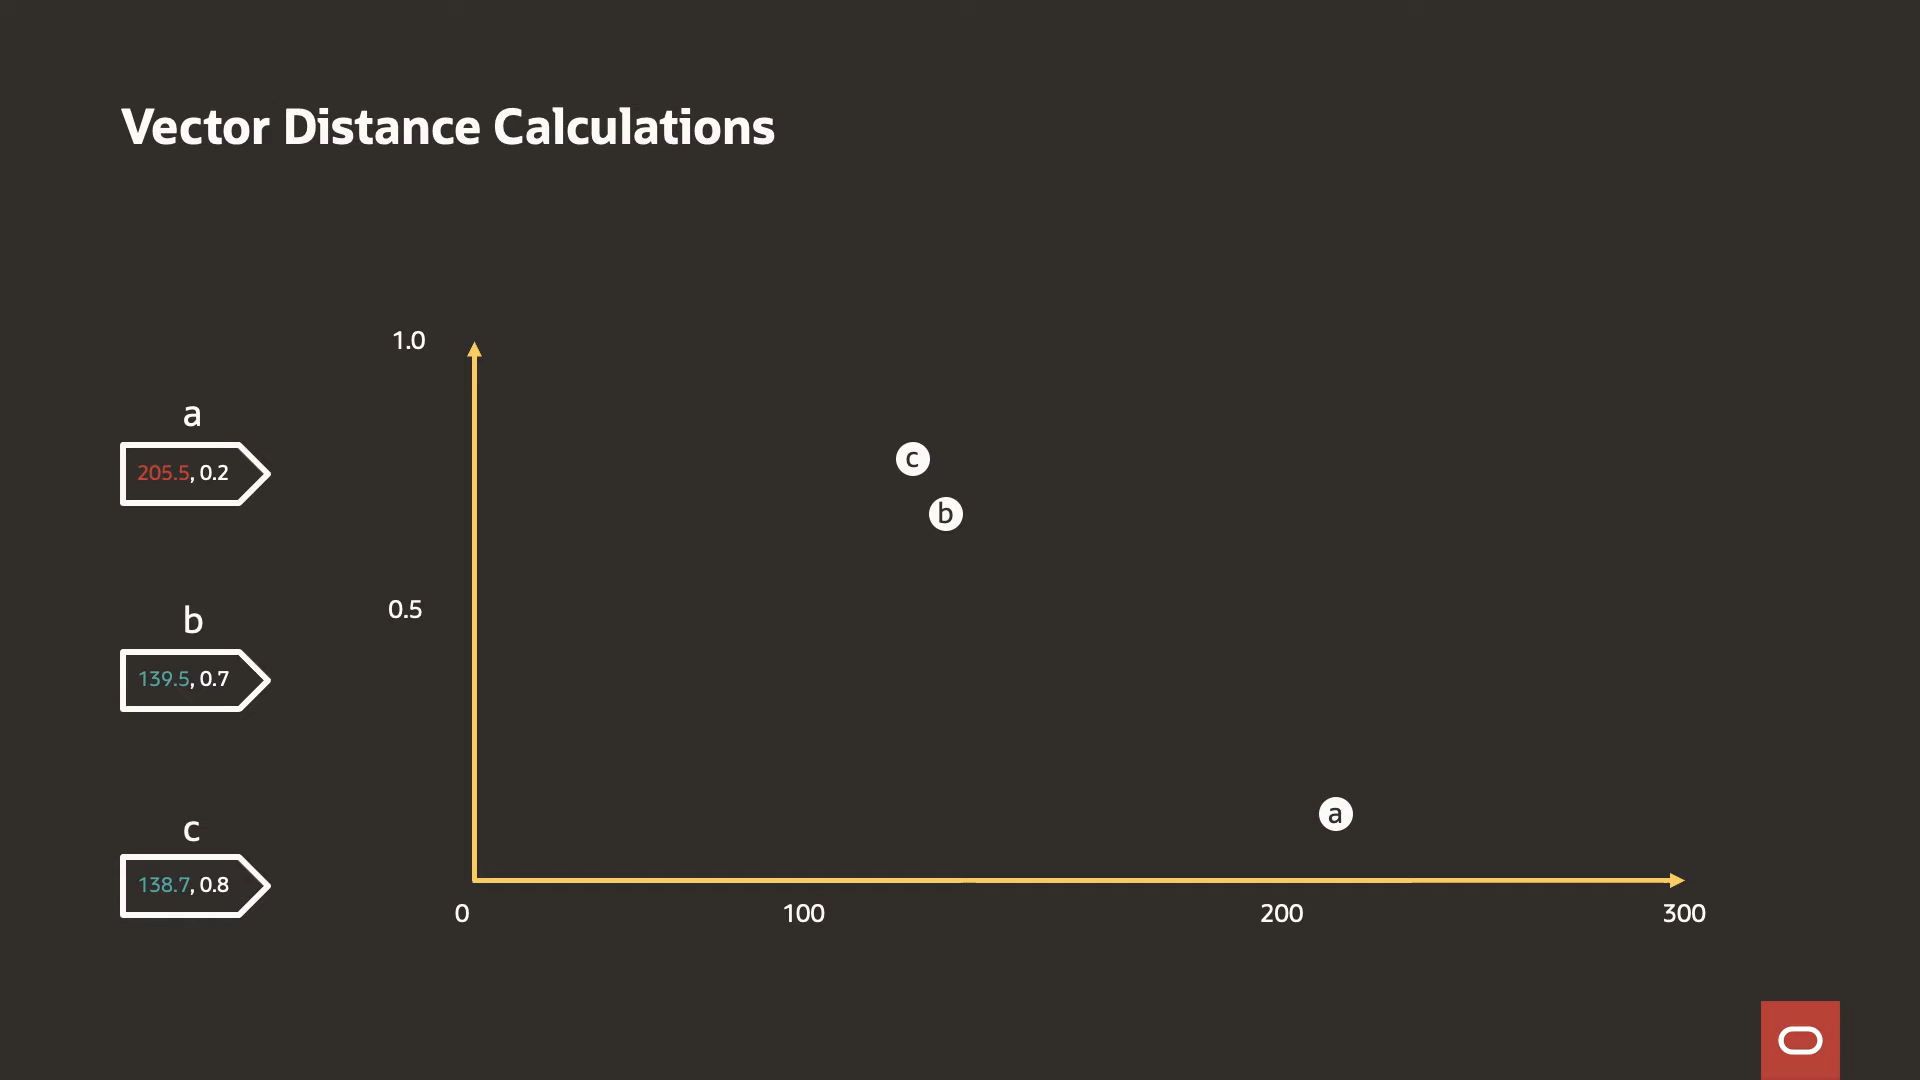 Vector Distance Calculations
a
205.5, 0.2
b
139.5, 0.7
c
138.7, 0.8
1.0
0.5
c
b
a
0 100 200 300